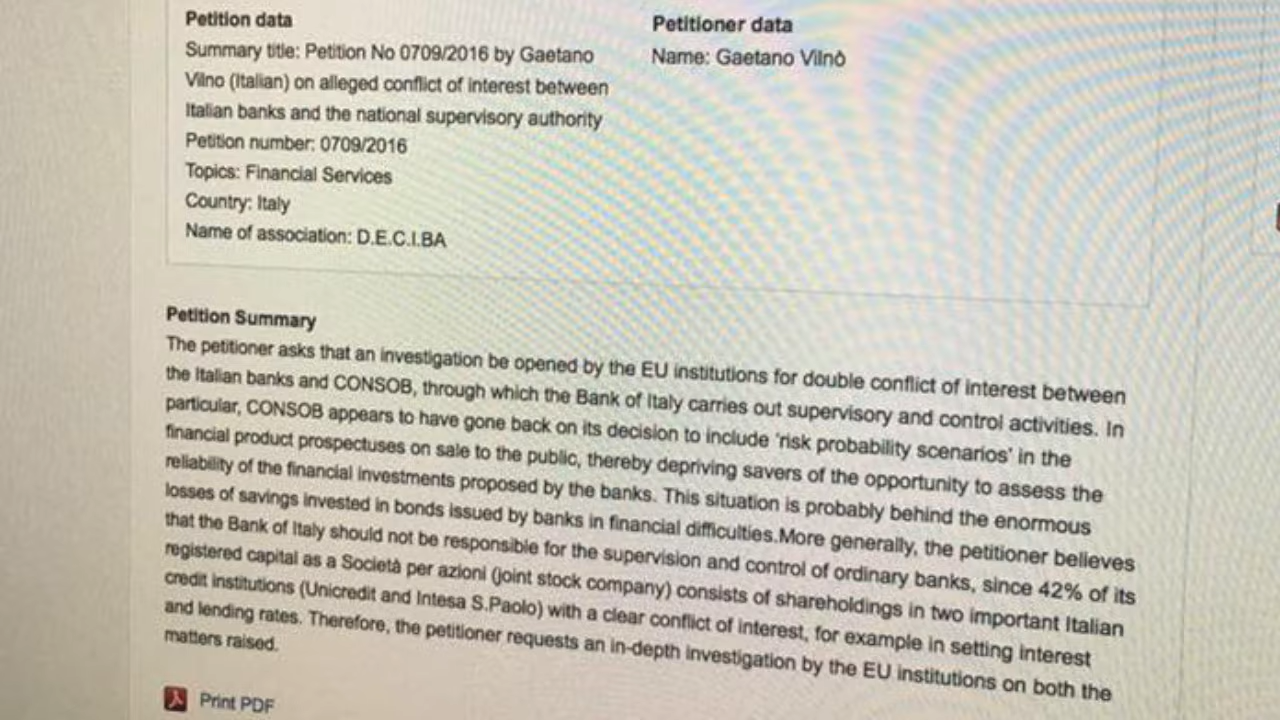 Petition data
Summary title: Petition No 0709/2016 by Gaetano
Vilno (Italian) on alleged conflict of interest between
Italian banks and the national supervisory authority
Petition number: 0709/2016
Topics: Financial Services
Country: Italy
Name of association: D.E.C.I.BA
Petitioner data
Name: Gaetano Vilnò
Petition Summary
The petitioner asks that an investigation be opened by the EU institutions for double conflict of interest between
the Italian banks and CONSOB, through which the Bank of Italy carries out supervisory and control activities. In
particular, CONSOB appears to have gone back on its decision to include 'risk probability scenarios' in the
financial product prospectuses on sale to the public, thereby depriving savers of the opportunity to assess the
reliability of the financial investments proposed by the banks. This situation is probably behind the enormous
losses of savings invested in bonds issued by banks in financial difficulties.More generally, the petitioner believes
that the Bank of Italy should not be responsible for the supervision and control of ordinary banks, since 42% of its
registered capital as a Società per azioni (joint stock company) consists of shareholdings in two important Italian
credit institutions (Unicredit and Intesa S.Paolo) with a clear conflict of interest, for example in setting interest
and lending rates. Therefore, the petitioner requests an in-depth investigation by the EU institutions on both the
matters raised.
Print PDF